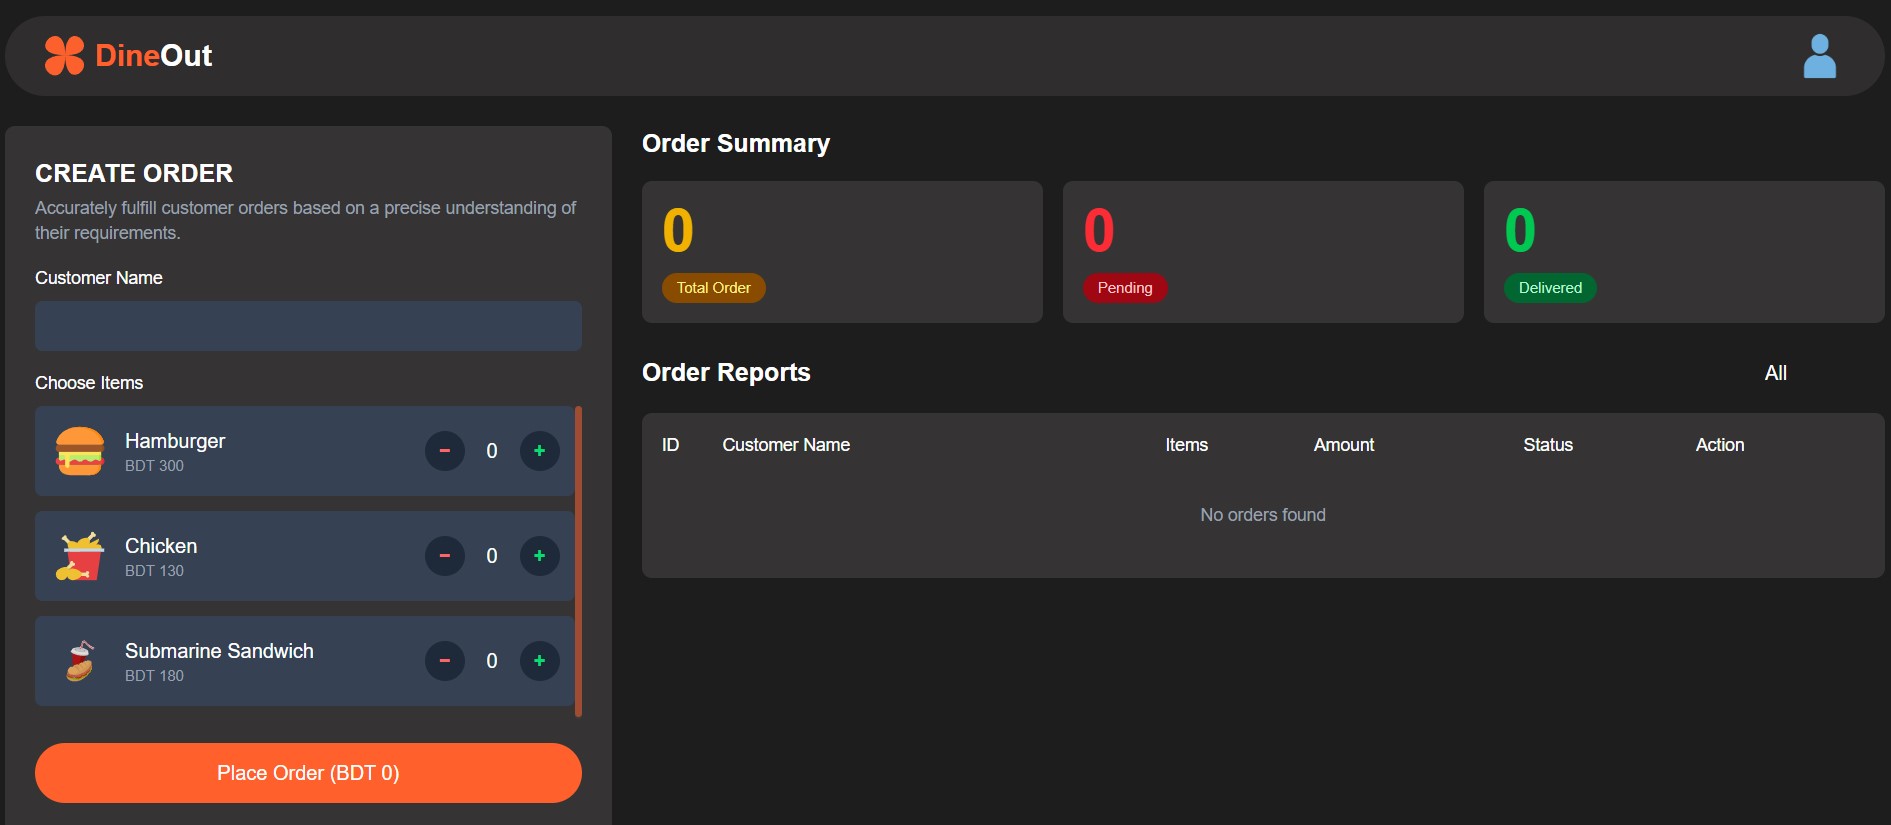 DineOut
CREATE ORDER
Accurately fulfill customer orders based on a precise understanding of
their requirements.
Customer Name
Choose Items
Hamburger
BDT 300
0
Chicken
BDT 130
0
Submarine Sandwich
BDT 180
0
Place Order (BDT 0)
Order Summary
0
Total Order
0
Pending
0
Delivered
Order Reports All
ID Customer Name Items Amount Status Action
No orders found